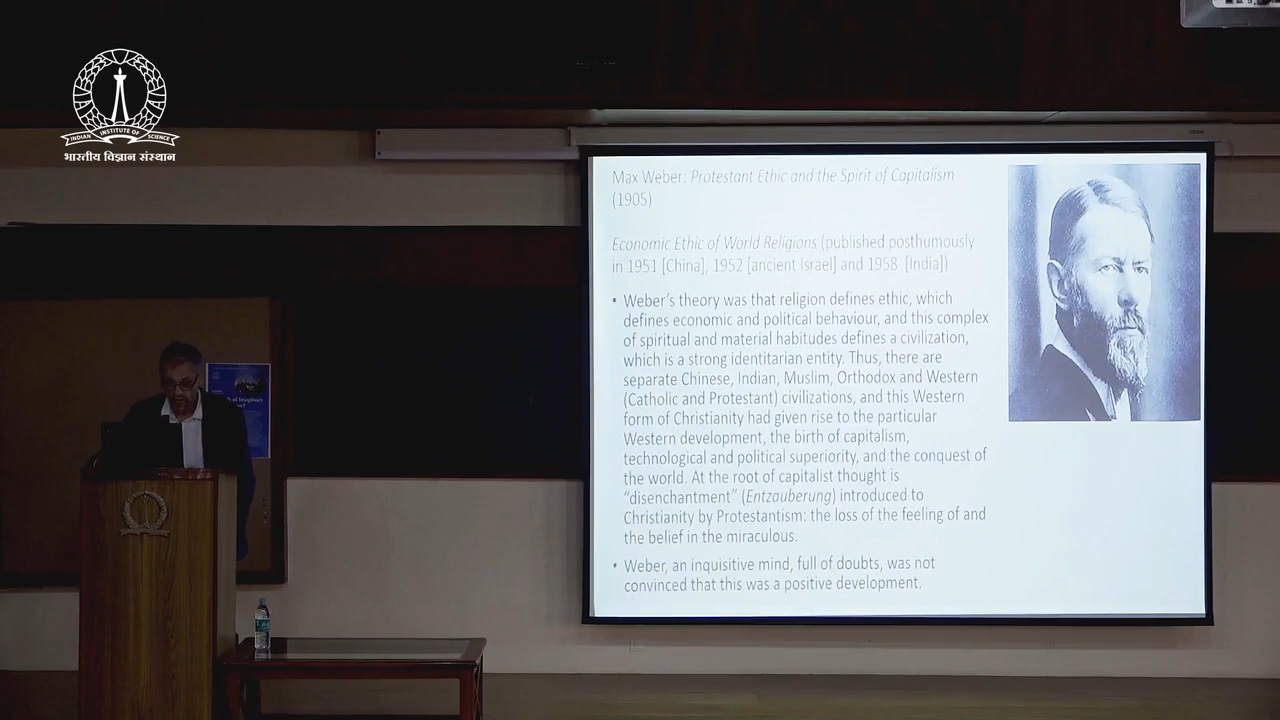 INDIAN INSTITUTE OF SCIENCE
भारतीय विज्ञान संस्थान
Max Weber: Protestant Ethic and the Spirit of Capitalism
(1905)
Economic Ethic of World Religions (published posthumously
in 1951 [China], 1952 [ancient Israel] and 1958 [India])
• Weber's theory was that religion defines ethic, which
defines economic and political behaviour, and this complex
of spiritual and material habitudes defines a civilization,
which is a strong identitarian entity. Thus, there are
separate Chinese, Indian, Muslim, Orthodox and Western
(Catholic and Protestant) civilizations, and this Western
form of Christianity had given rise to the particular
Western development, the birth of capitalism,
technological and political superiority, and the conquest of
the world. At the root of capitalist thought is
“disenchantment” (Entzauberung) introduced to
Christianity by Protestantism: the loss of the feeling of and
the belief in the miraculous.
• Weber, an inquisitive mind, full of doubts, was not
convinced that this was a positive development.
of Imaginary